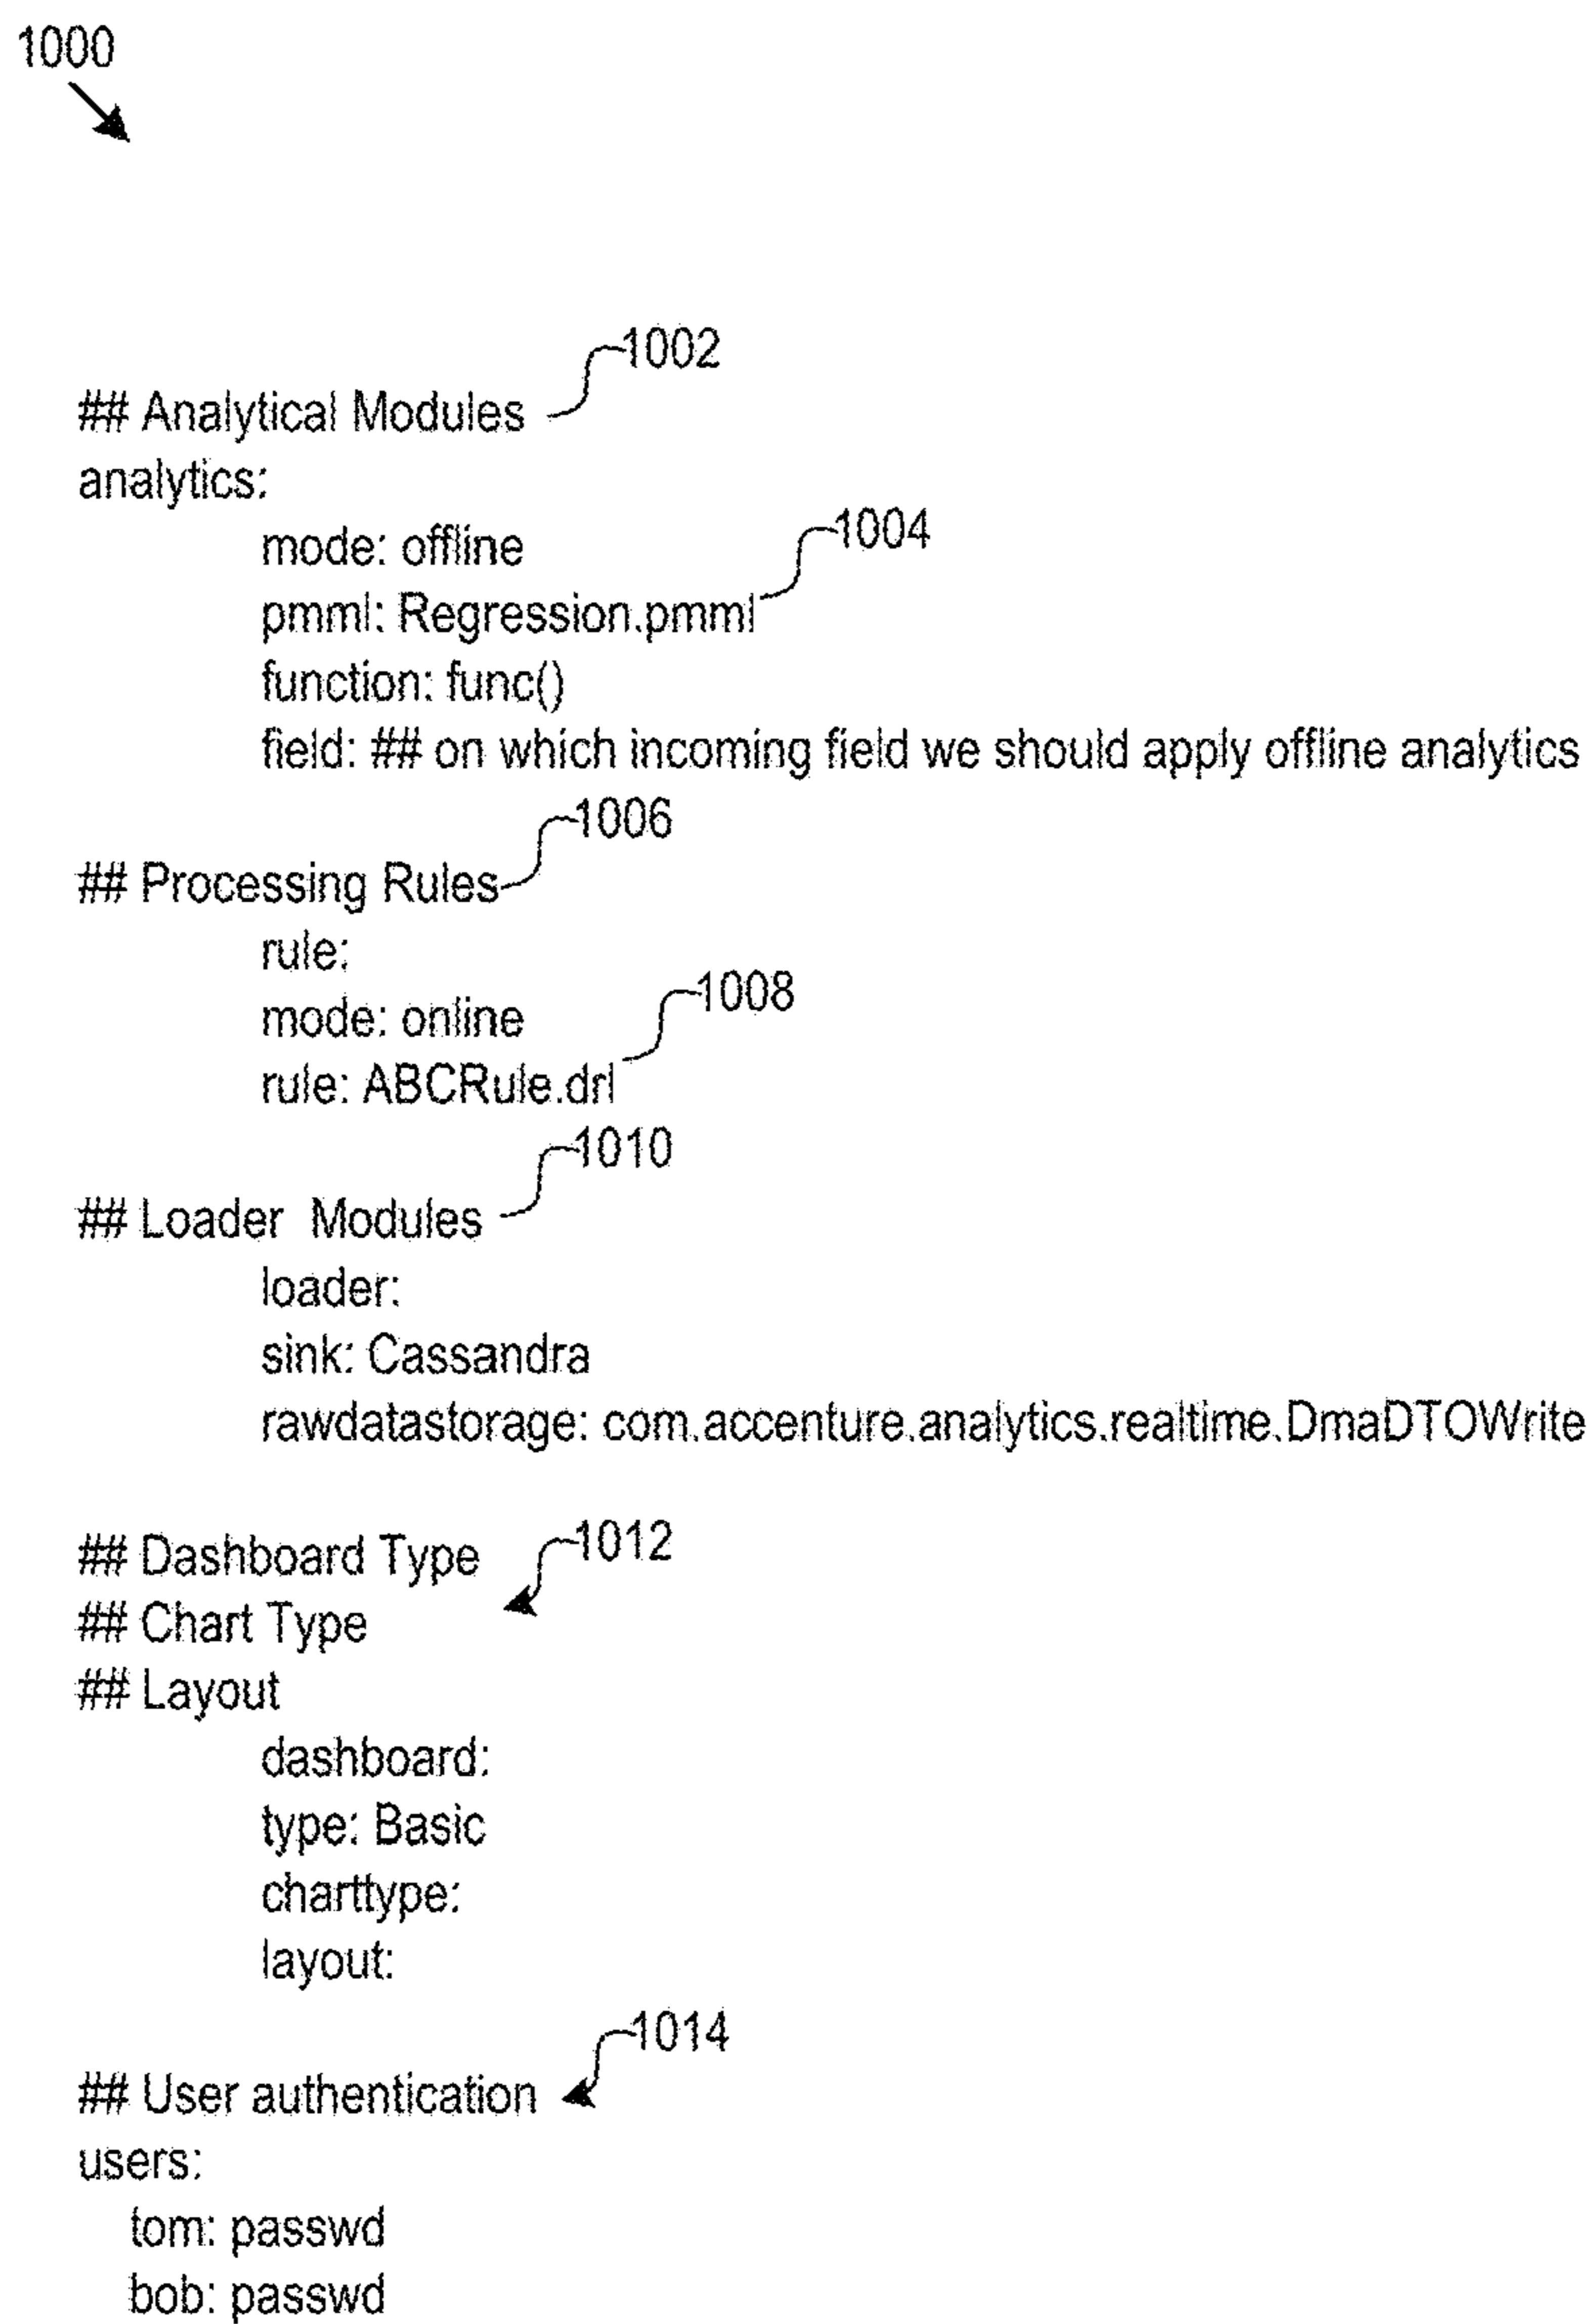 1000
1002
## Analytical Modules
analytics:
mode: offline
1004
pmml: Regression.pmml
function: func()
field: ## on which incoming field we should apply offline analytics
1006
## Processing Rules
rule:
1008
mode: online
rule: ABCRule.drl
1010
## Loader  Modules
loader:
sink: Cassandra
rawdatastorage: com.accenture.analytics.realtime.DmaDTOWrite
1012
## Dashboard Type
## Chart Type
## Layout
dashboard:
type: Basic
charttype:
layout:
1014
## User authentication
users:
tom: passwd
bob: passwd